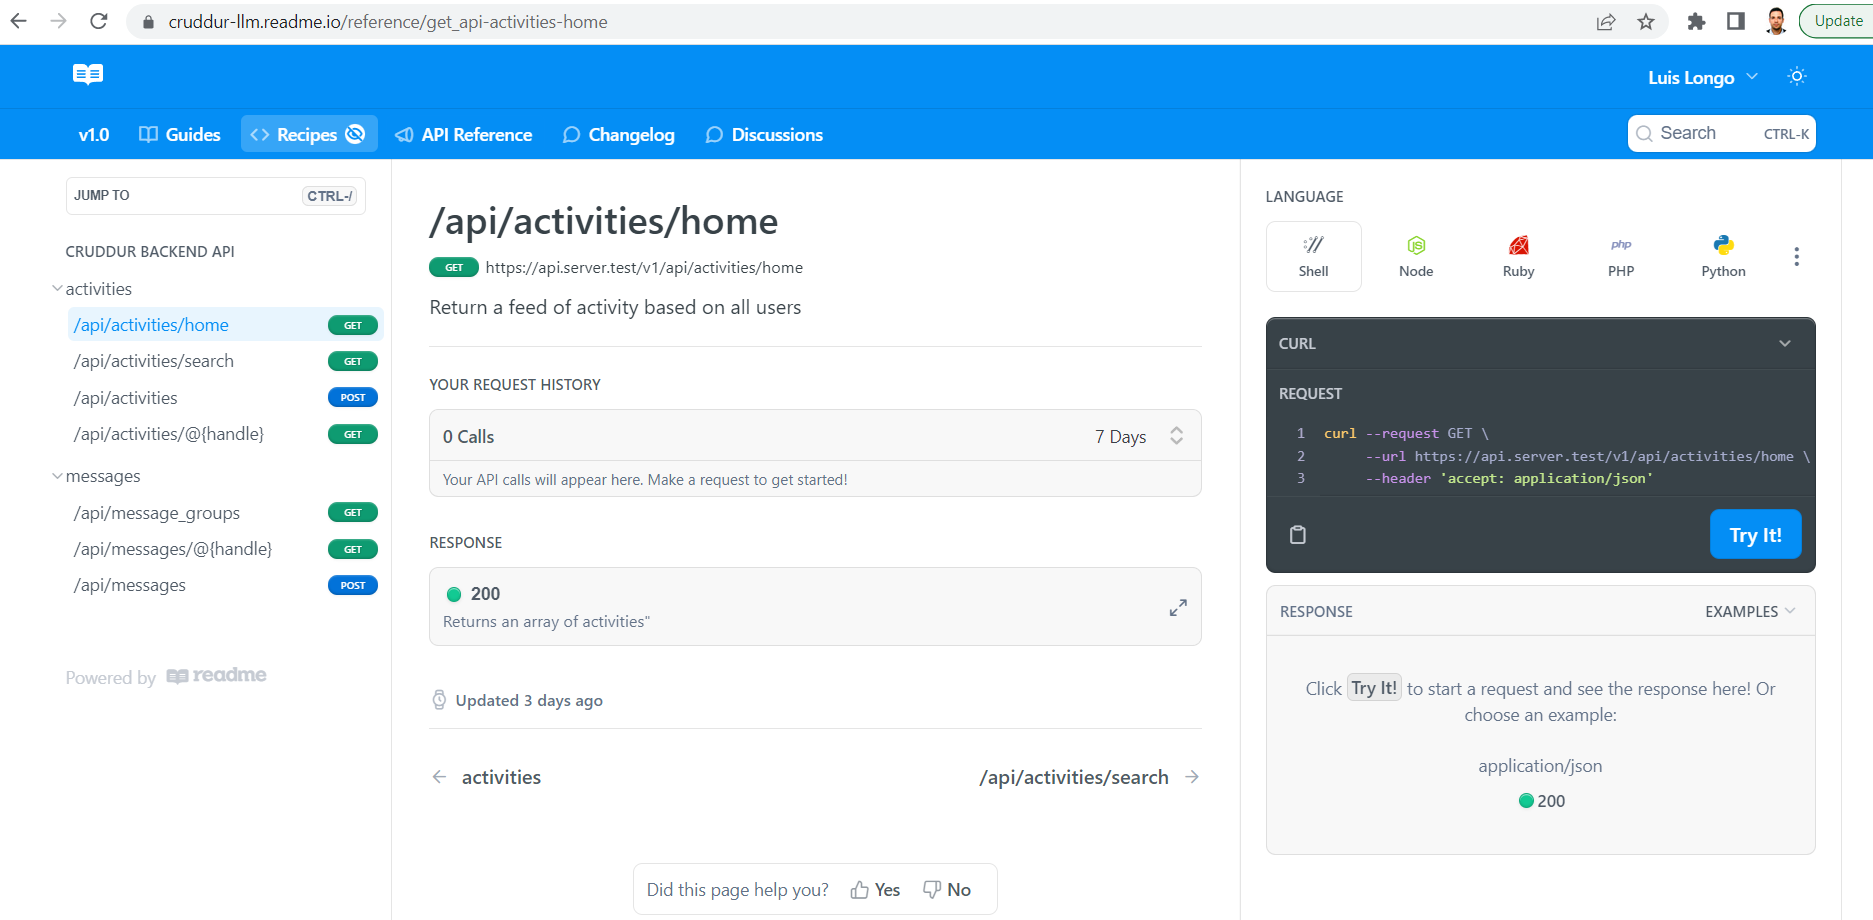 cruddur-llm.readme.io/reference/get_api-activities-home
Update
Luis Longo
v1.0 Guides Recipes API Reference Changelog Discussions
Search CTRL-K
JUMP TO CTRL-/
CRUDDUR BACKEND API
activities
/api/activities/home GET
/api/activities/search GET
/api/activities POST
/api/activities/@{handle} GET
messages
/api/message_groups GET
/api/messages/@{handle} GET
/api/messages POST
Powered by readme
/api/activities/home
GET https://api.server.test/v1/api/activities/home
Return a feed of activity based on all users
YOUR REQUEST HISTORY
0 Calls 7 Days
Your API calls will appear here. Make a request to get started!
RESPONSE
200
Returns an array of activities"
Updated 3 days ago
activities /api/activities/search
Did this page help you? Yes No
LANGUAGE
JS php
Shell Node Ruby PHP Python
CURL
REQUEST
1 curl --request GET \
2 --url https://api.server.test/v1/api/activities/home \
3 --header 'accept: application/json'
Try It!
RESPONSE EXAMPLES
Click Try It! to start a request and see the response here! Or
choose an example:
application/json
200